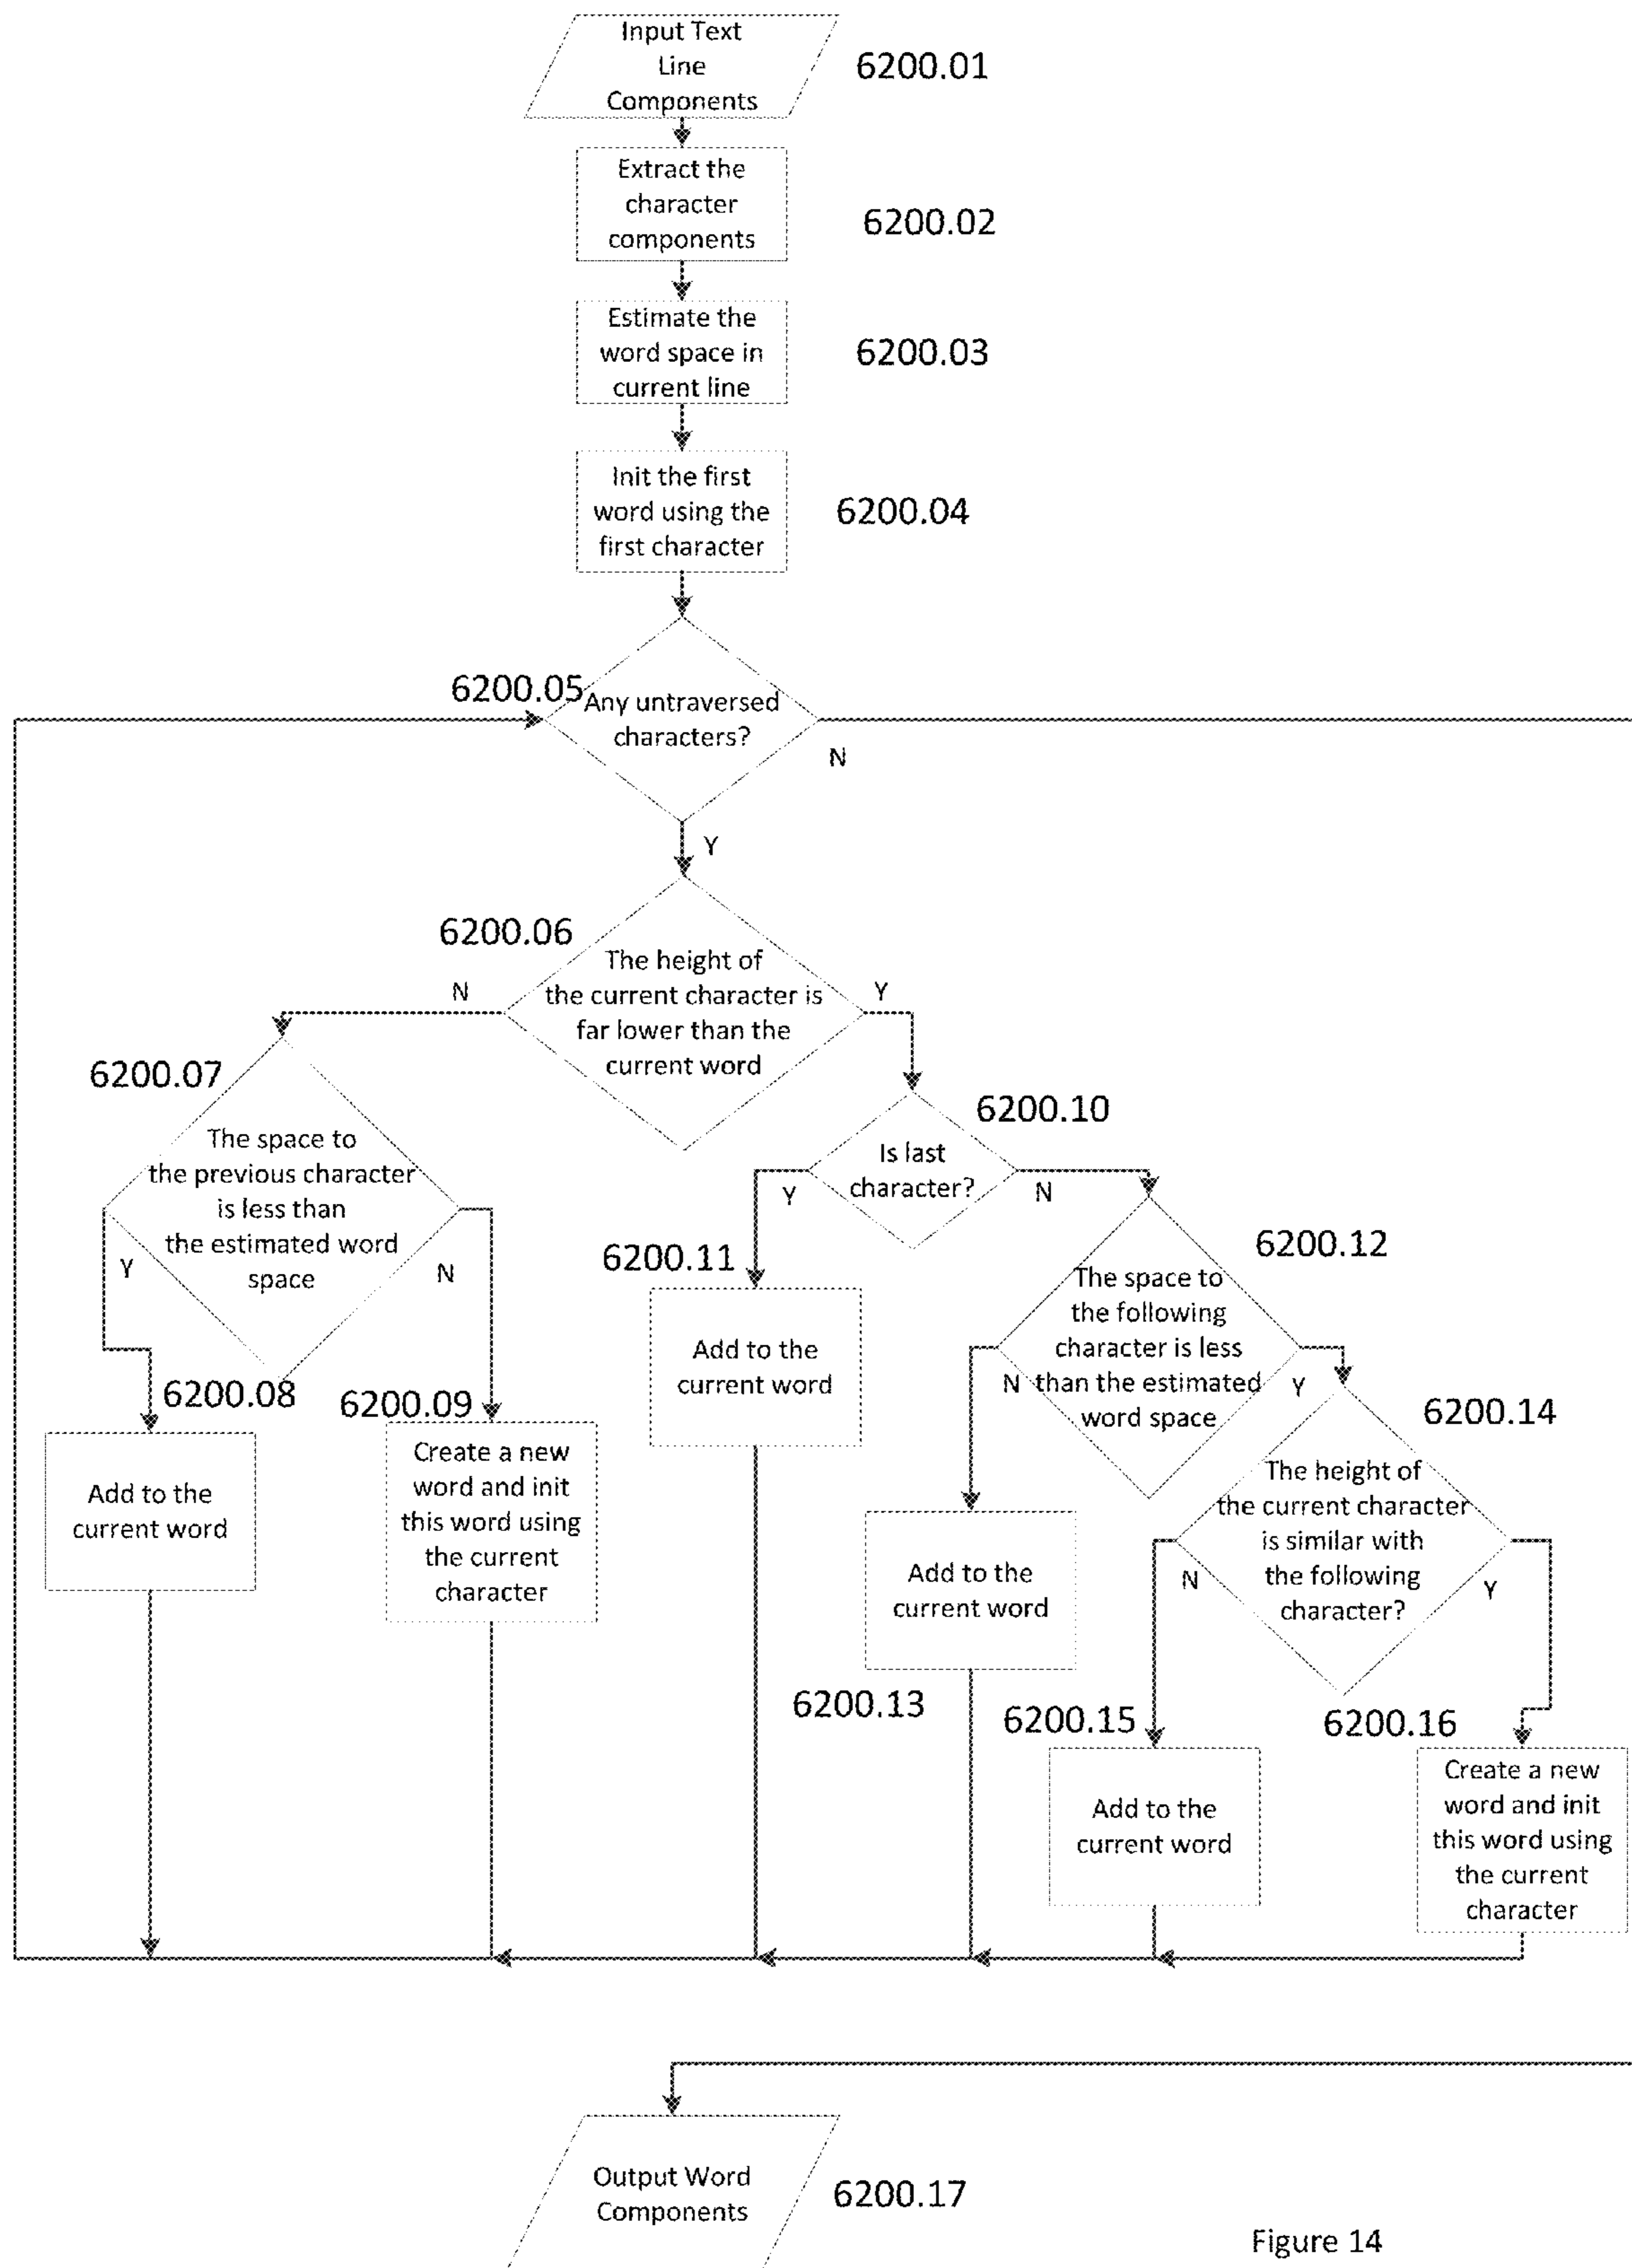 Input Text
Line
Components
6200.01
Extract the
character
components
6200.02
Estimate the
word space in
current line
6200.03
Init the first
word using the
first character
6200.04
6200.05
Any untraversed
characters?
N
Y
6200.06
The height of
the current character is
far lower than the
current word
N
Y
6200.07
The space to
the previous character
is less than
the estimated word
space
Y
N
6200.08
Add to the
current word
6200.09
Create a new
word and init
this word using
the current
character
6200.10
Is last
character?
Y
N
6200.11
Add to the
current word
6200.12
The space to
the following
character is less
than the estimated
word space
N
Y
Add to the
current word
6200.13
6200.14
The height of
the current character
is similar with
the following
character?
N
Y
6200.15
Add to the
current word
6200.16
Create a new
word and init
this word using
the current
character
Output Word
Components
6200.17
Figure 14